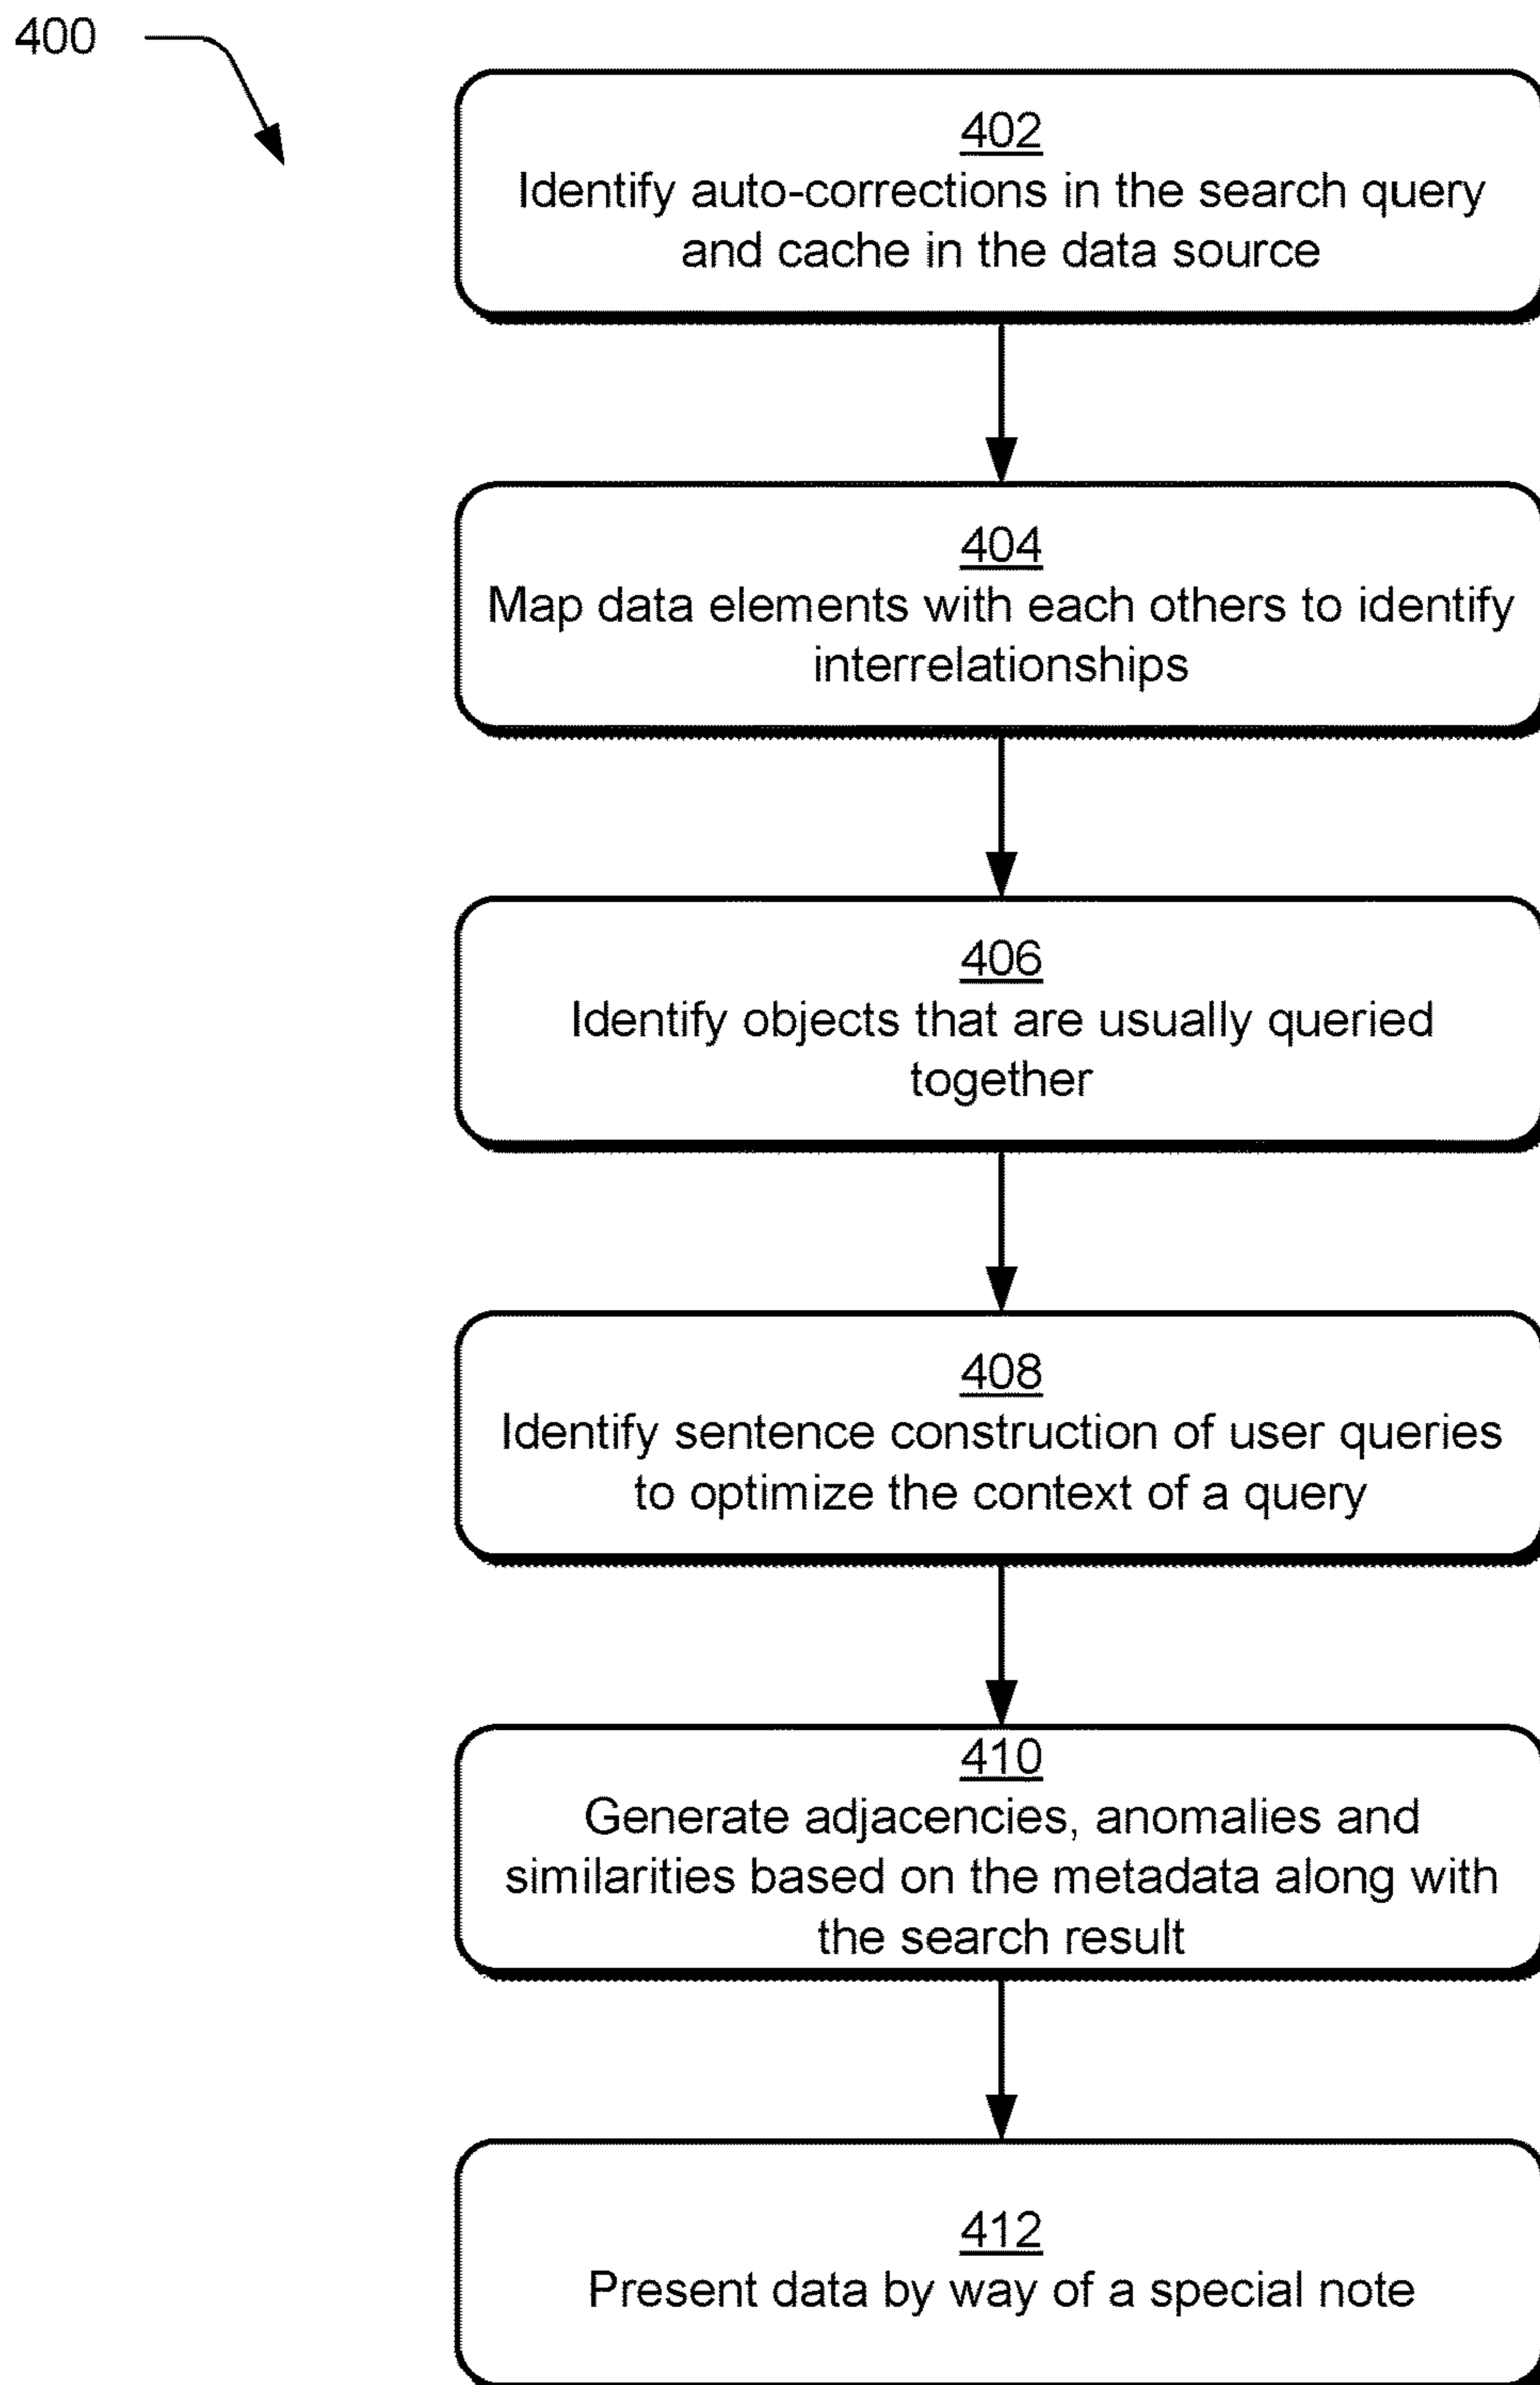 400
402
Identify auto-corrections in the search query
and cache in the data source
404
Map data elements with each others to identify
interrelationships
406
Identify objects that are usually queried
together
408
Identify sentence construction of user queries
to optimize the context of a query
410
Generate adjacencies, anomalies and
similarities based on the metadata along with
the search result
412
Present data by way of a special note